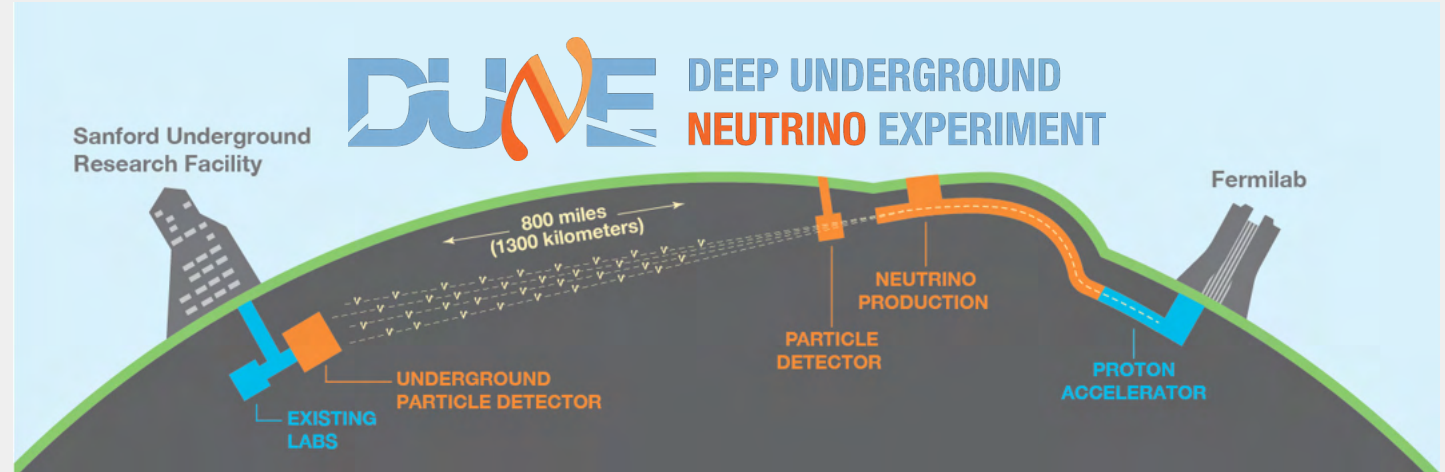 DUNE
DEEP UNDERGROUND
NEUTRINO EXPERIMENT
Sanford Underground
Research Facility
Fermilab
800 miles
(1300 kilometers)
NEUTRINO
PRODUCTION
PARTICLE
DETECTOR
PROTON
ACCELERATOR
UNDERGROUND
PARTICLE DETECTOR
EXISTING
LABS